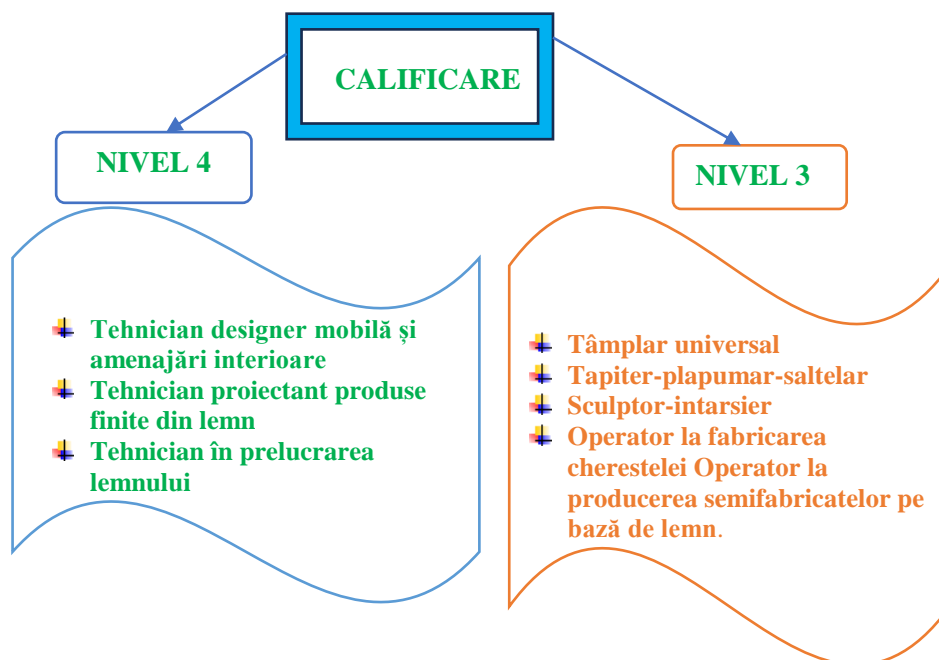 CALIFICARE
NIVEL 4
NIVEL 3
Tehnician designer mobilă și
amenajări interioare
Tehnician proiectant produse
finite din lemn
Tehnician în prelucrarea
lemnului
Tâmplar universal
Tapiter-plapumar-saltelar
Sculptor-intarsier
Operator la fabricarea
cherestelei Operator la
producerea semifabricatelor pe
bază de lemn.